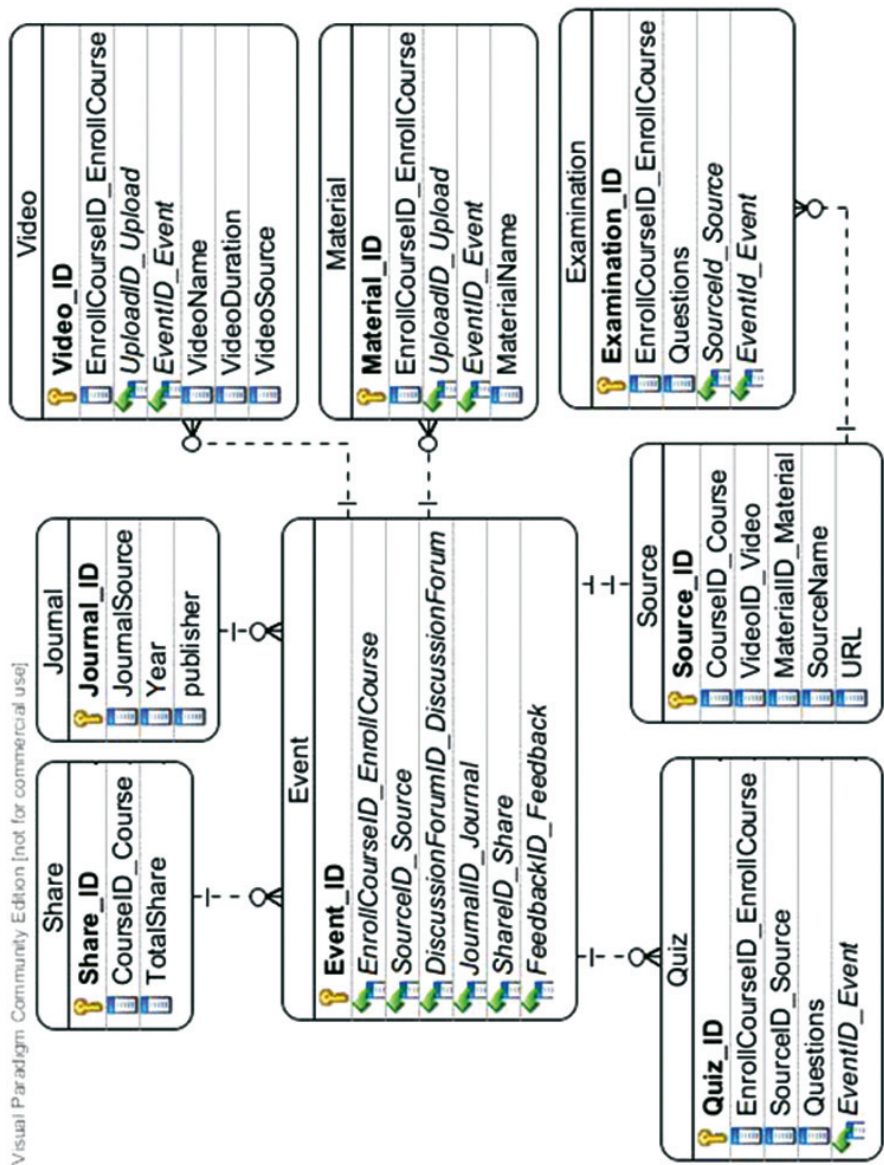 Visual Paradigm Community Edition [not for commercial use]
Share
Share_ID
CourseID_Course
TotalShare
Journal
Journal_ID
JournalSource
Year
publisher
Video
Video_ID
EnrollCourseID_EnrollCourse
UploadID_Upload
EventID_Event
VideoName
VideoDuration
VideoSource
Event
Event_ID
EnrollCourseID_EnrollCourse
SourceID_Source
DiscussionForumID_DiscussionForum
JournalID_Journal
ShareID_Share
FeedbackID_Feedback
Material
Material_ID
EnrollCourseID_EnrollCourse
UploadID_Upload
EventID_Event
MaterialName
Quiz
Quiz_ID
EnrollCourseID_EnrollCourse
SourceID_Source
Questions
EventID_Event
Source
Source_ID
CourseID_Course
VideoID_Video
MaterialID_Material
SourceName
URL
Examination
Examination_ID
EnrollCourseID_EnrollCourse
Questions
SourceId_Source
EventId_Event